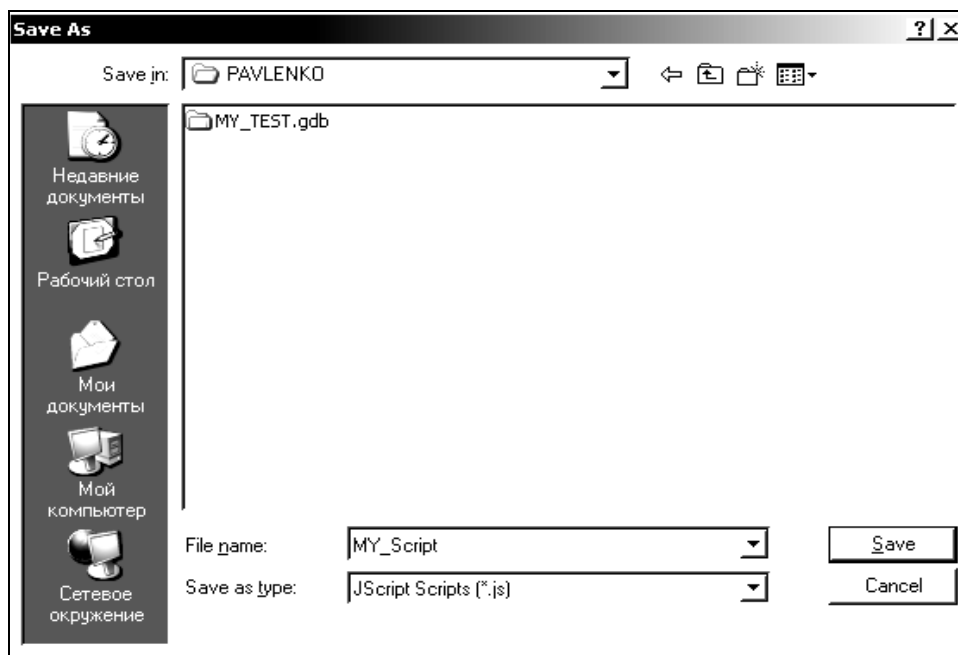 Save As
Save in:
PAVLENKO
MY_TEST.gdb
Недавние
документы
Рабочий стол
Мои
документы
Мой
компьютер
Сетевое
окружение
File name:
MY_Script
Save
Save as type:
JScript Scripts (*.js)
Cancel